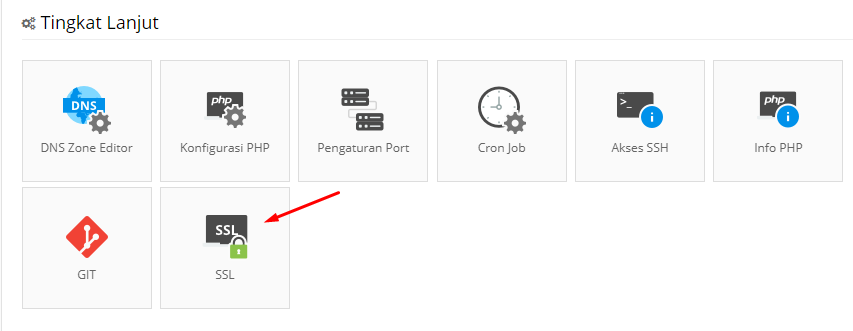 Tingkat Lanjut
DNS
DNS Zone Editor
php
Konfigurasi PHP
Pengaturan Port
Cron Job
>_
i
Akses SSH
php
i
Info PHP
GIT
SSL
SSL